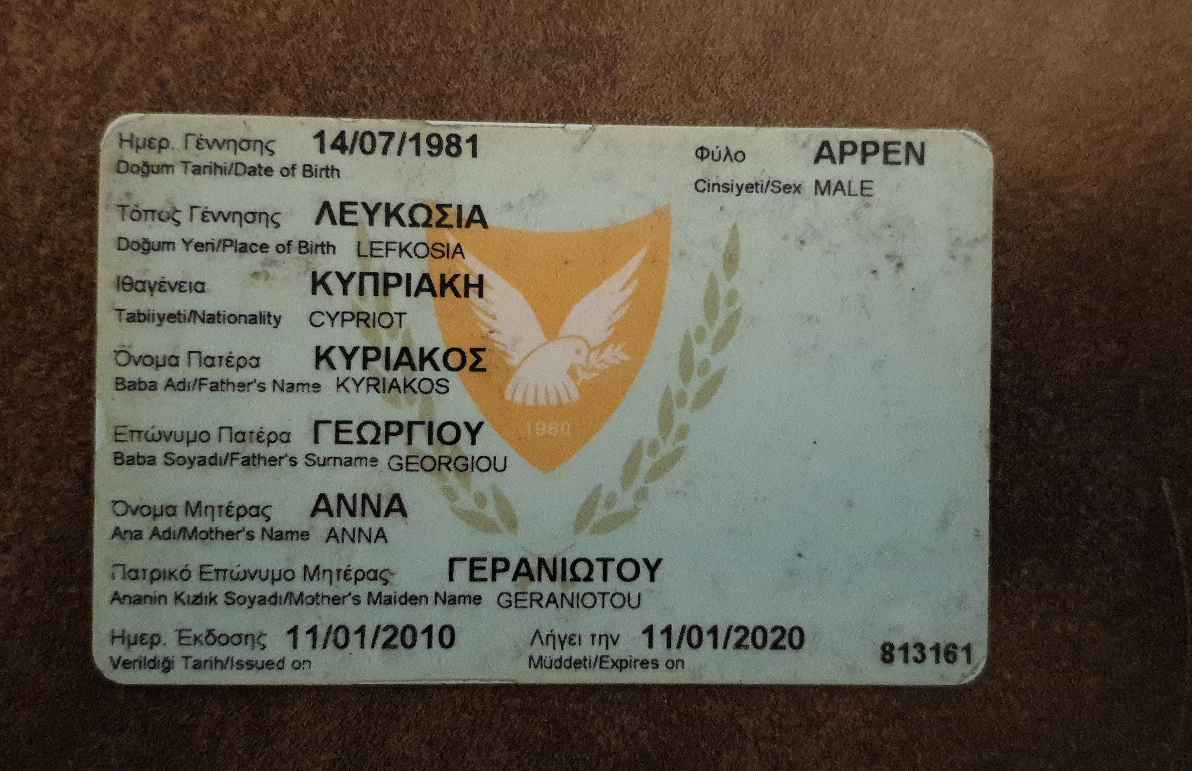 Ημερ. Γέννησης 14/07/1981 Φύλο ΑΡΡΕΝ
Doğum Tarihi/Date of Birth Cinsiyeti/Sex MALE
Τόπος Γέννησης ΛΕΥΚΩΣΙΑ
Doğum Yeri/Place of Birth LEFKOSIA
Ιθαγένεια ΚΥΠΡΙΑΚΗ
Tabiiyeti/Nationality CYPRIOT
Όνομα Πατέρα ΚΥΡΙΑΚΟΣ
Baba Adı/Father's Name KYRIAKOS
Επώνυμο Πατέρα ΓΕΩΡΓΙΟΥ
1960
Baba Soyadı/Father's Surname GEORGIOU
Όνομα Μητέρας ΑΝΝΑ
Ana Adı/Mother's Name ANNA
Πατρικό Επώνυμο Μητέρας ΓΕΡΑΝΙΩΤΟΥ
Ananin Kızlık Soyadı/Mother's Maiden Name GERANIOTOU
Ημερ. Έκδοσης 11/01/2010 Λήγει την 11/01/2020
Verildiği Tarih/Issued on Müddeti/Expires on 813161